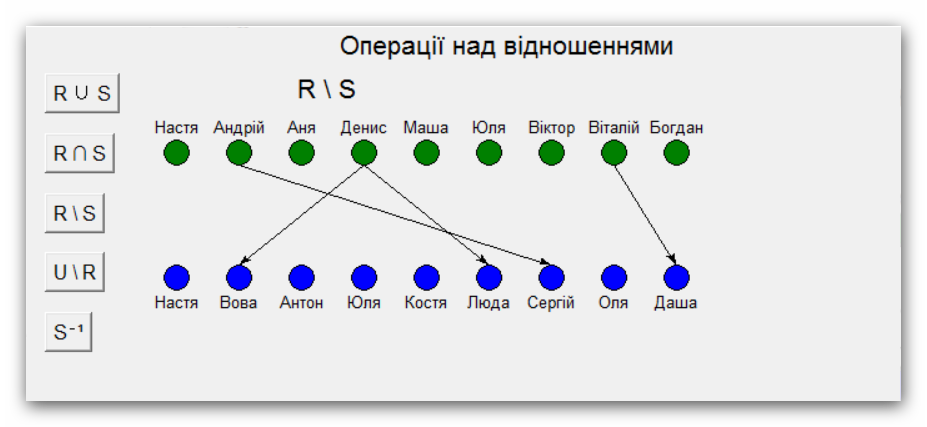 Операції над відношеннями
R ∪ S
R \ S
R ∩ S
R \ S
U \ R
S⁻¹
Настя Андрій Аня Денис Маша Юля Віктор Віталій Богдан
Настя Вова Антон Юля Костя Люда Сергій Оля Даша